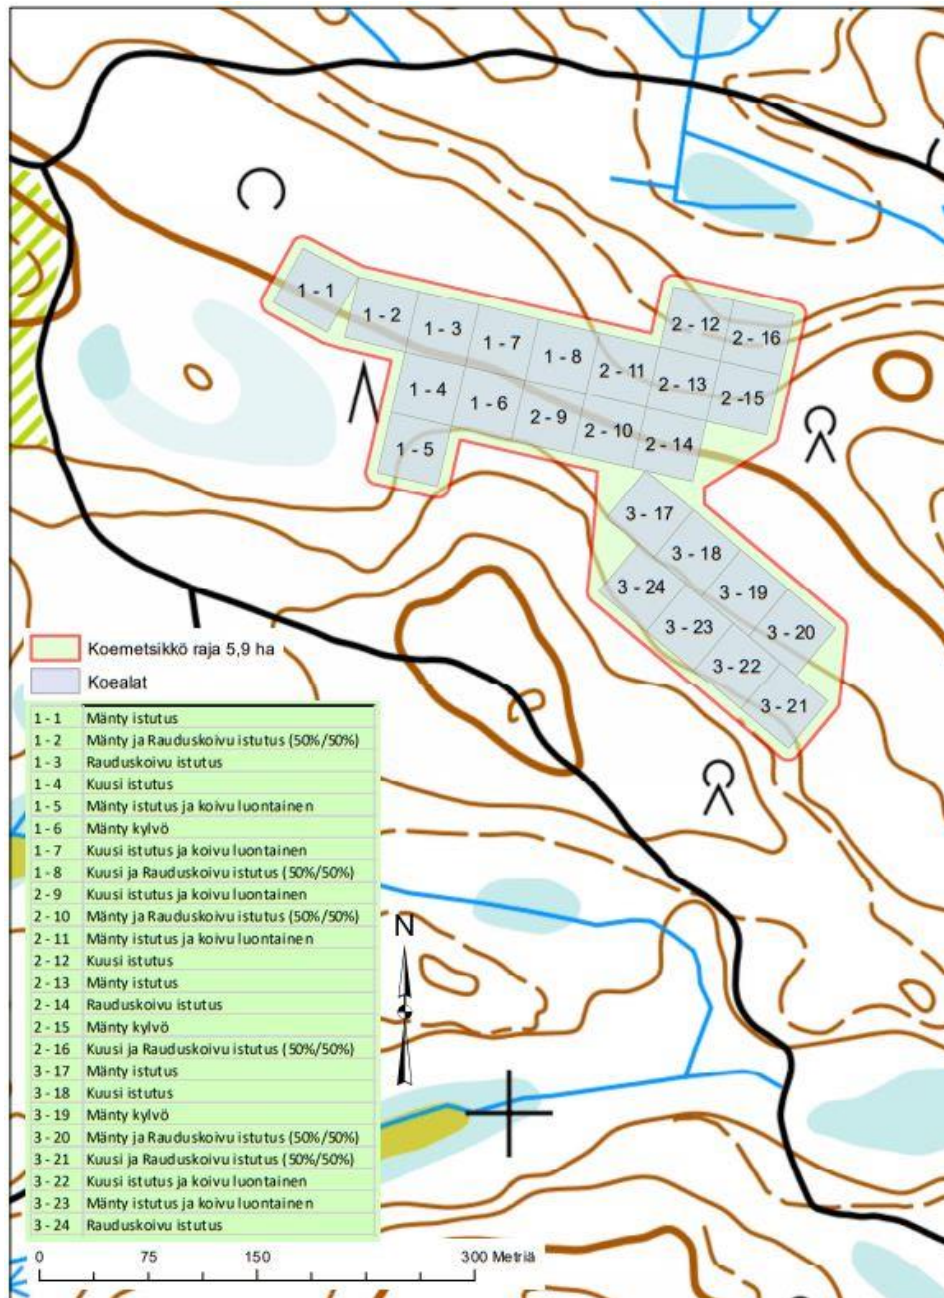 1 - 1
1 - 2
1 - 3
1 - 7
1 - 8
2 - 11
2 - 12
2 - 16
2 - 13
2 -15
1 - 4
1 - 6
2 - 9
2 - 10
2 - 14
1 - 5
3 - 17
3 - 18
3 - 19
3 - 20
3 - 24
3 - 23
3 - 22
3 - 21
Koemetsikkö raja 5,9 ha
Koealat
1 - 1 Mänty istutus
1 - 2 Mänty ja Rauduskoivu istutus (50%/50%)
1 - 3 Rauduskoivu istutus
1 - 4 Kuusi istutus
1 - 5 Mänty istutus ja koivu luontainen
1 - 6 Mänty kylvö
1 - 7 Kuusi istutus ja koivu luontainen
1 - 8 Kuusi ja Rauduskoivu istutus (50%/50%)
2 - 9 Kuusi istutus ja koivu luontainen
2 - 10 Mänty ja Rauduskoivu istutus (50%/50%)
2 - 11 Mänty istutus ja koivu luontainen
2 - 12 Kuusi istutus
2 - 13 Mänty istutus
2 - 14 Rauduskoivu istutus
2 - 15 Mänty kylvö
2 - 16 Kuusi ja Rauduskoivu istutus (50%/50%)
3 - 17 Mänty istutus
3 - 18 Kuusi istutus
3 - 19 Mänty kylvö
3 - 20 Mänty ja Rauduskoivu istutus (50%/50%)
3 - 21 Kuusi ja Rauduskoivu istutus (50%/50%)
3 - 22 Kuusi istutus ja koivu luontainen
3 - 23 Mänty istutus ja koivu luontainen
3 - 24 Rauduskoivu istutus
N
0 75 150 300 Metriä